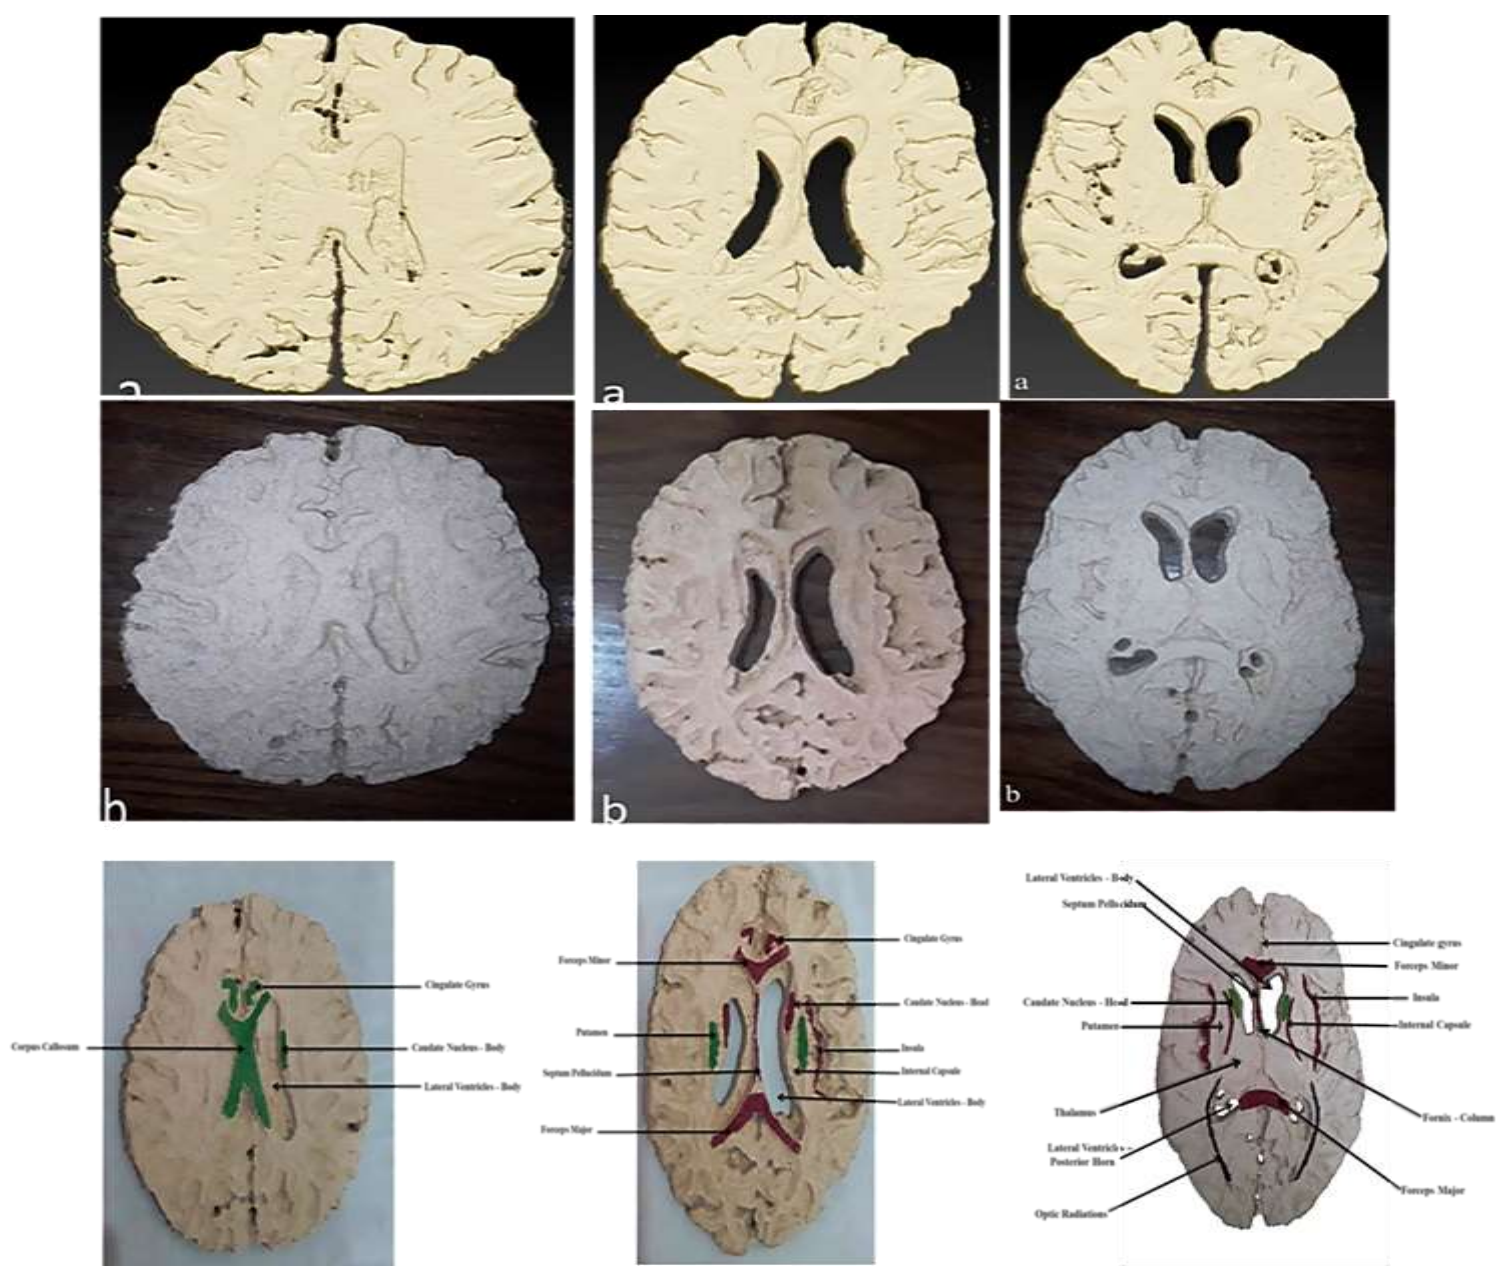 a
a
a
b
b
b
Cingulate Gyrus
Corpus Callosum
Caudate Nucleus - Body
Lateral Ventricles - Body
Cingulate Gyrus
Forceps Minor
Caudate Nucleus - Head
Putamen
Insula
Septum Pellucidum
Internal Capsule
Lateral Ventricles - Body
Forceps Major
Lateral Ventricles - Body
Septum Pellucidum
Cingulate gyrus
Forceps Minor
Caudate Nucleus - Head
Insula
Putamen
Internal Capsule
Thalamus
Fornix - Column
Lateral Ventricles -
Posterior Horn
Forceps Major
Optic Radiations